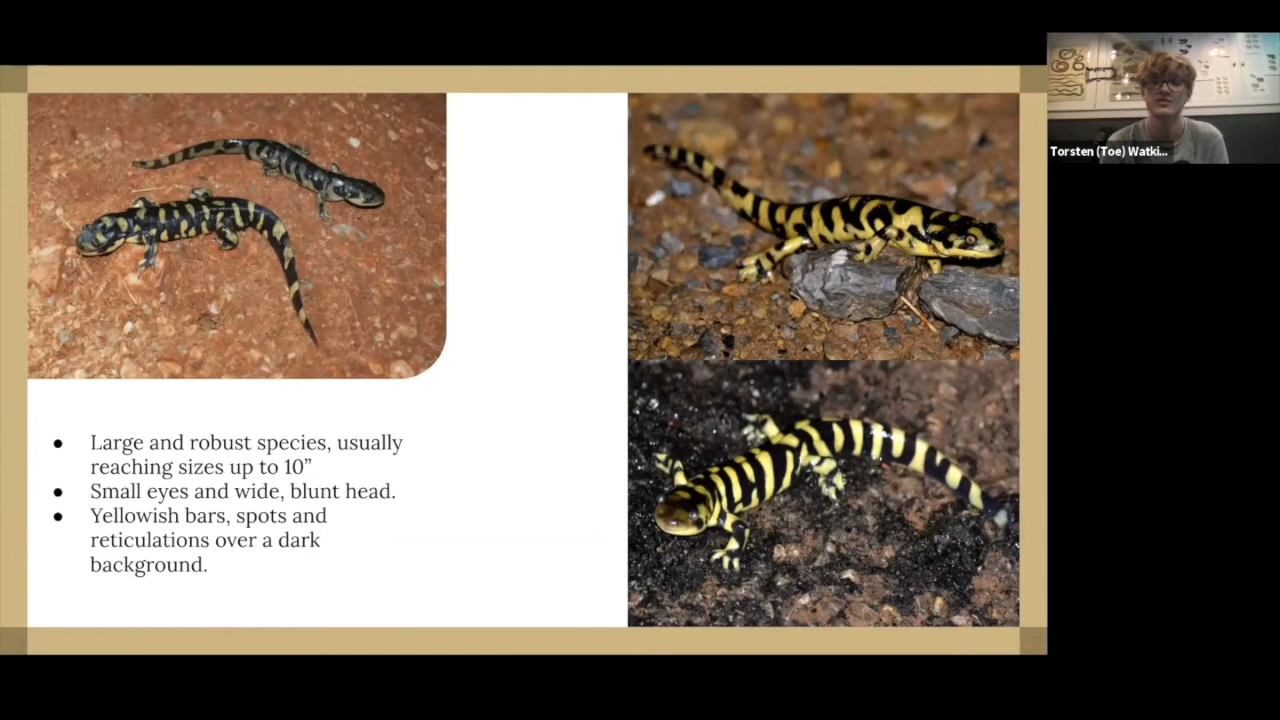 Torsten (Toe) Watki...
● Large and robust species, usually
reaching sizes up to 10”
● Small eyes and wide, blunt head.
● Yellowish bars, spots and
reticulations over a dark
background.